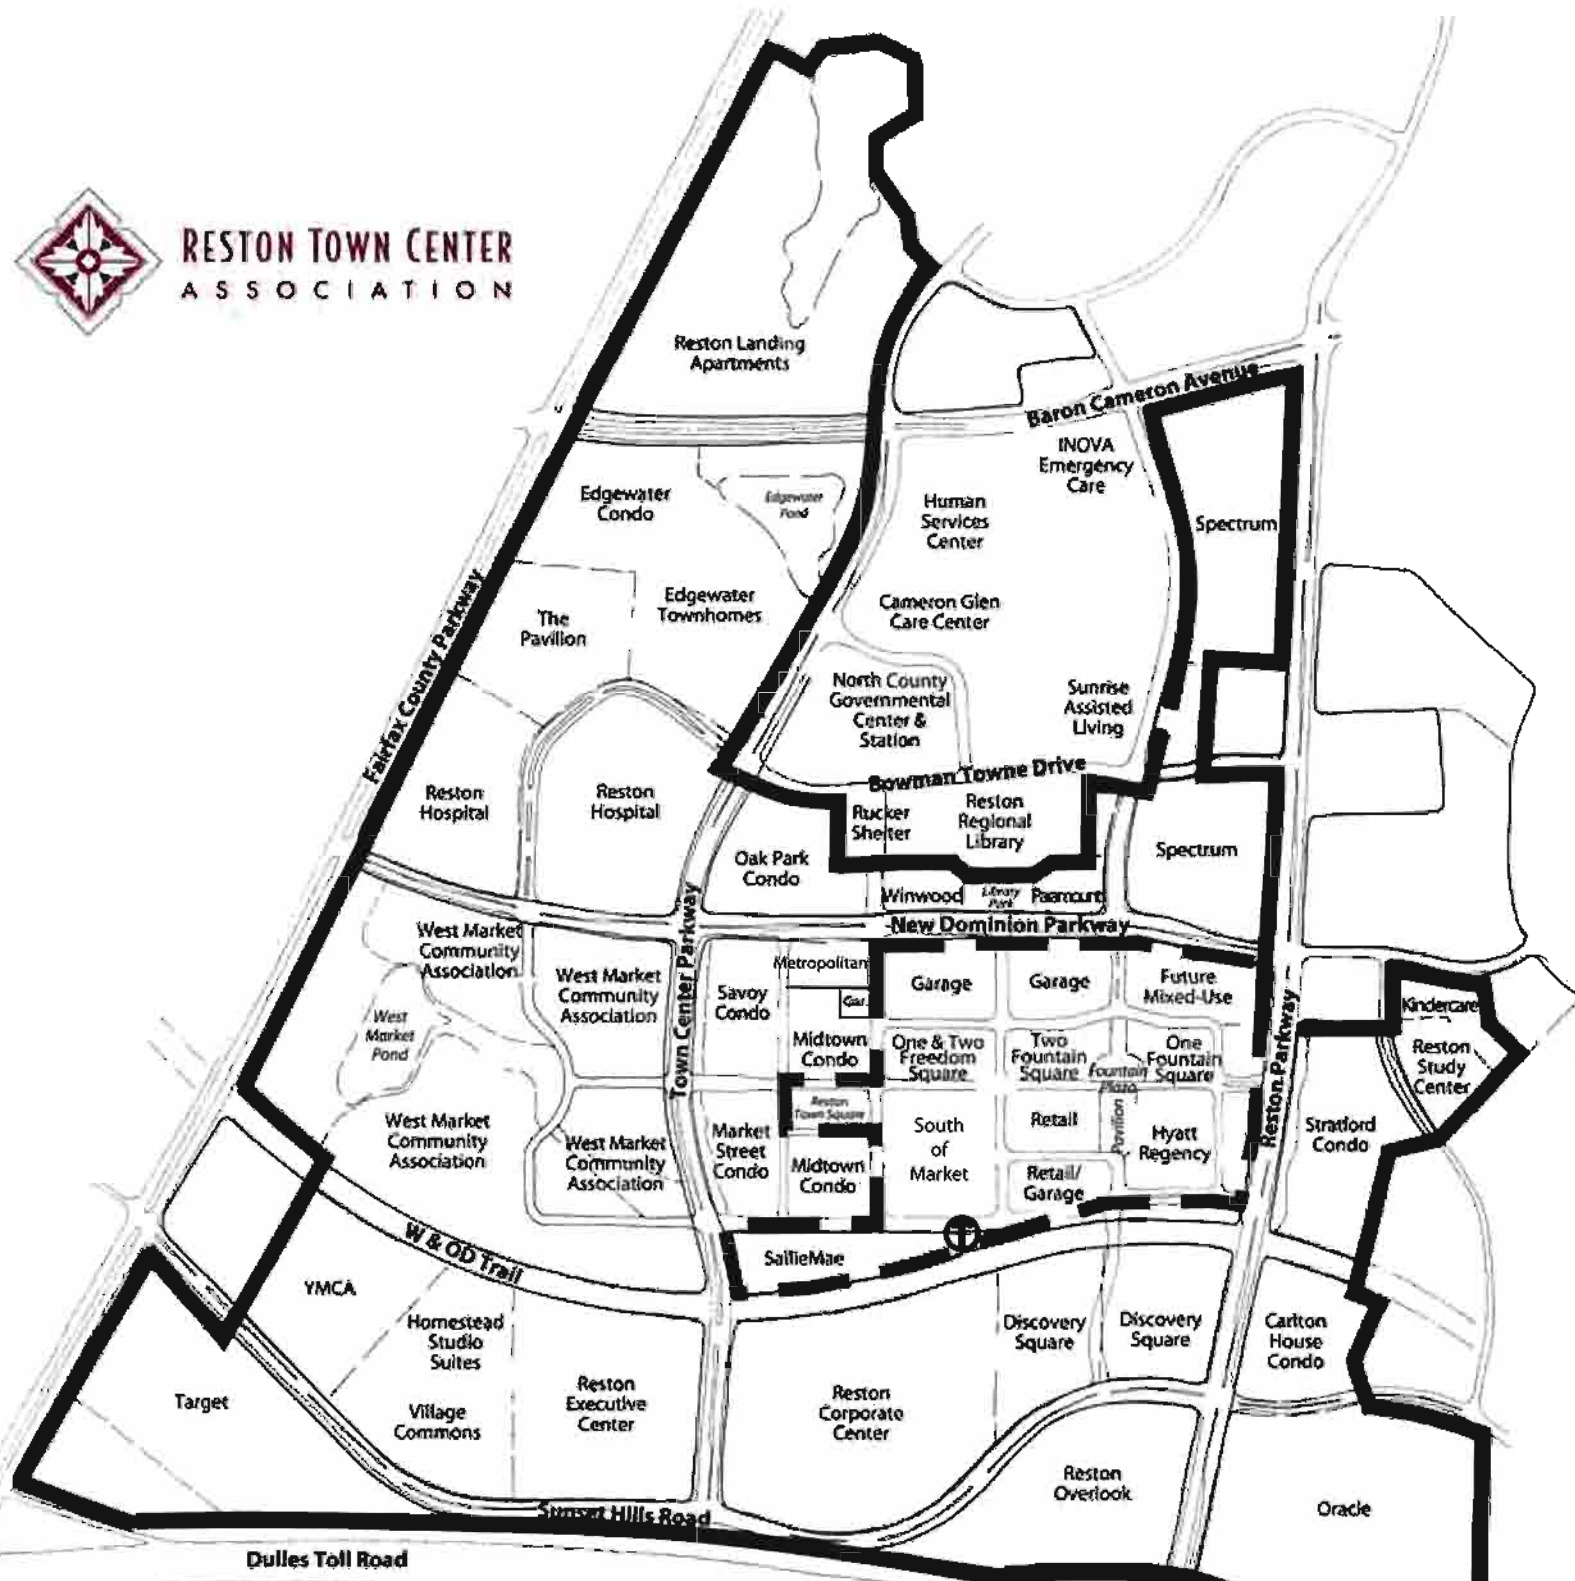 RESTON TOWN CENTER
ASSOCIATION
Reston Landing
Apartments
Baron Cameron Avenue
INOVA
Emergency
Care
Edgewater
Condo
Edgewater
Pond
Human
Services
Center
Spectrum
Fairfax County Parkway
The
Pavilion
Edgewater
Townhomes
Cameron Glen
Care Center
North County
Governmental
Center &
Station
Sunrise
Assisted
Living
Bowman Towne Drive
Reston
Hospital
Reston
Hospital
Rucker
Shelter
Reston
Regional
Library
Oak Park
Condo
Spectrum
Winwood
Library
Park
Paramount
New Dominion Parkway
Town Center Parkway
West Market
Community
Association
West Market
Community
Association
West
Market
Pond
Savoy
Condo
Metropolitan
Gar.
Garage
Garage
Future
Mixed-Use
Kindercare
Reston
Study
Center
Midtown
Condo
One & Two
Freedom
Square
Two
Fountain
Square
Fountain
Plaza
One
Fountain
Square
Reston Parkway
Reston
Town Square
West Market
Community
Association
West Market
Community
Association
Market
Street
Condo
Midtown
Condo
South
of
Market
Retail
Pavilion
Hyatt
Regency
Retail/
Garage
Stratford
Condo
W & OD Trail
SallieMae
YMCA
Homestead
Studio
Suites
Discovery
Square
Discovery
Square
Carlton
House
Condo
Target
Village
Commons
Reston
Executive
Center
Reston
Corporate
Center
Reston
Overlook
Oracle
Sunset Hills Road
Dulles Toll Road